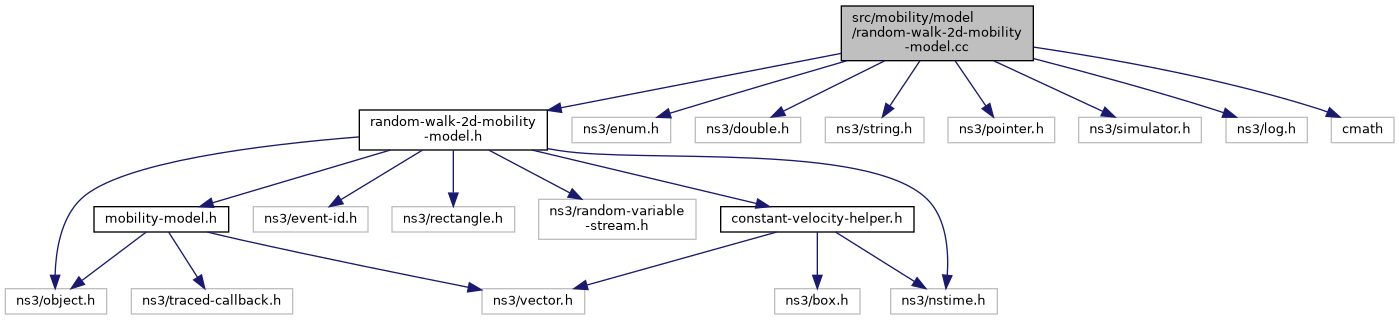 src/mobility/model
/random-walk-2d-mobility
-model.cc
random-walk-2d-mobility
-model.h
ns3/enum.h
ns3/double.h
ns3/string.h
ns3/pointer.h
ns3/simulator.h
ns3/log.h
cmath
mobility-model.h
ns3/event-id.h
ns3/rectangle.h
ns3/random-variable
-stream.h
constant-velocity-helper.h
ns3/object.h
ns3/traced-callback.h
ns3/vector.h
ns3/box.h
ns3/nstime.h